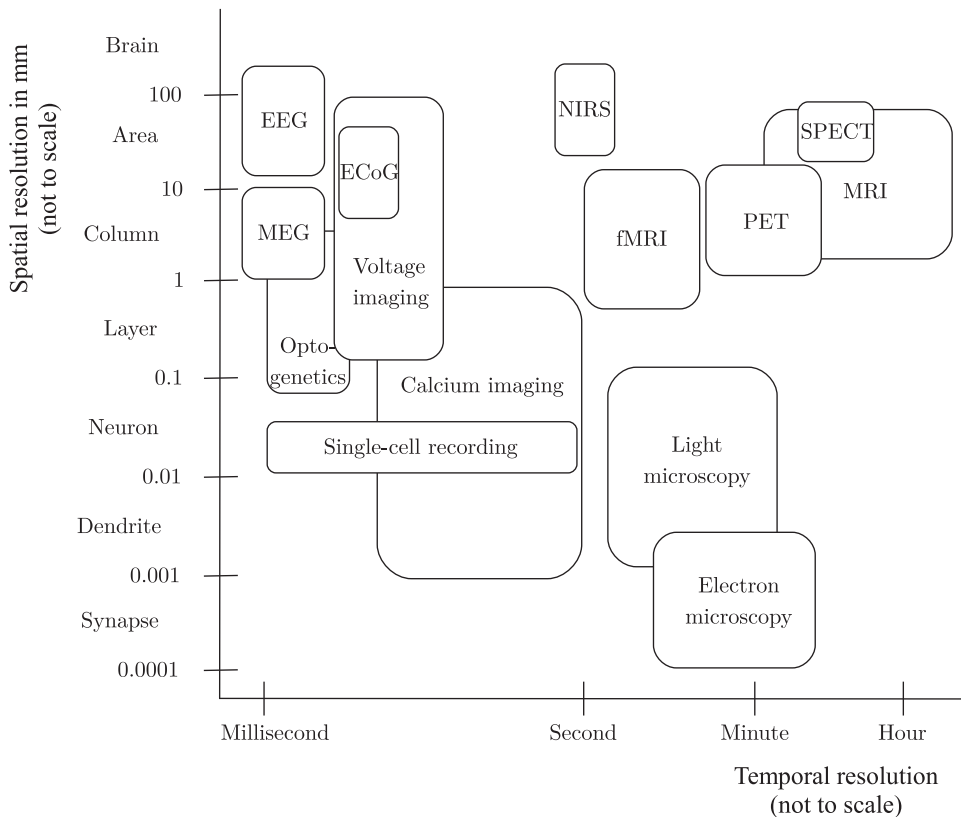 Spatial resolution in mm
(not to scale)
Brain
100
Area
10
Column
1
Layer
0.1
Neuron
0.01
Dendrite
0.001
Synapse
0.0001
EEG
NIRS
SPECT
ECoG
MRI
MEG
fMRI
PET
Voltage
imaging
Opto-
genetics
Calcium imaging
Single-cell recording
Light
microscopy
Electron
microscopy
Millisecond
Second
Minute
Hour
Temporal resolution
(not to scale)